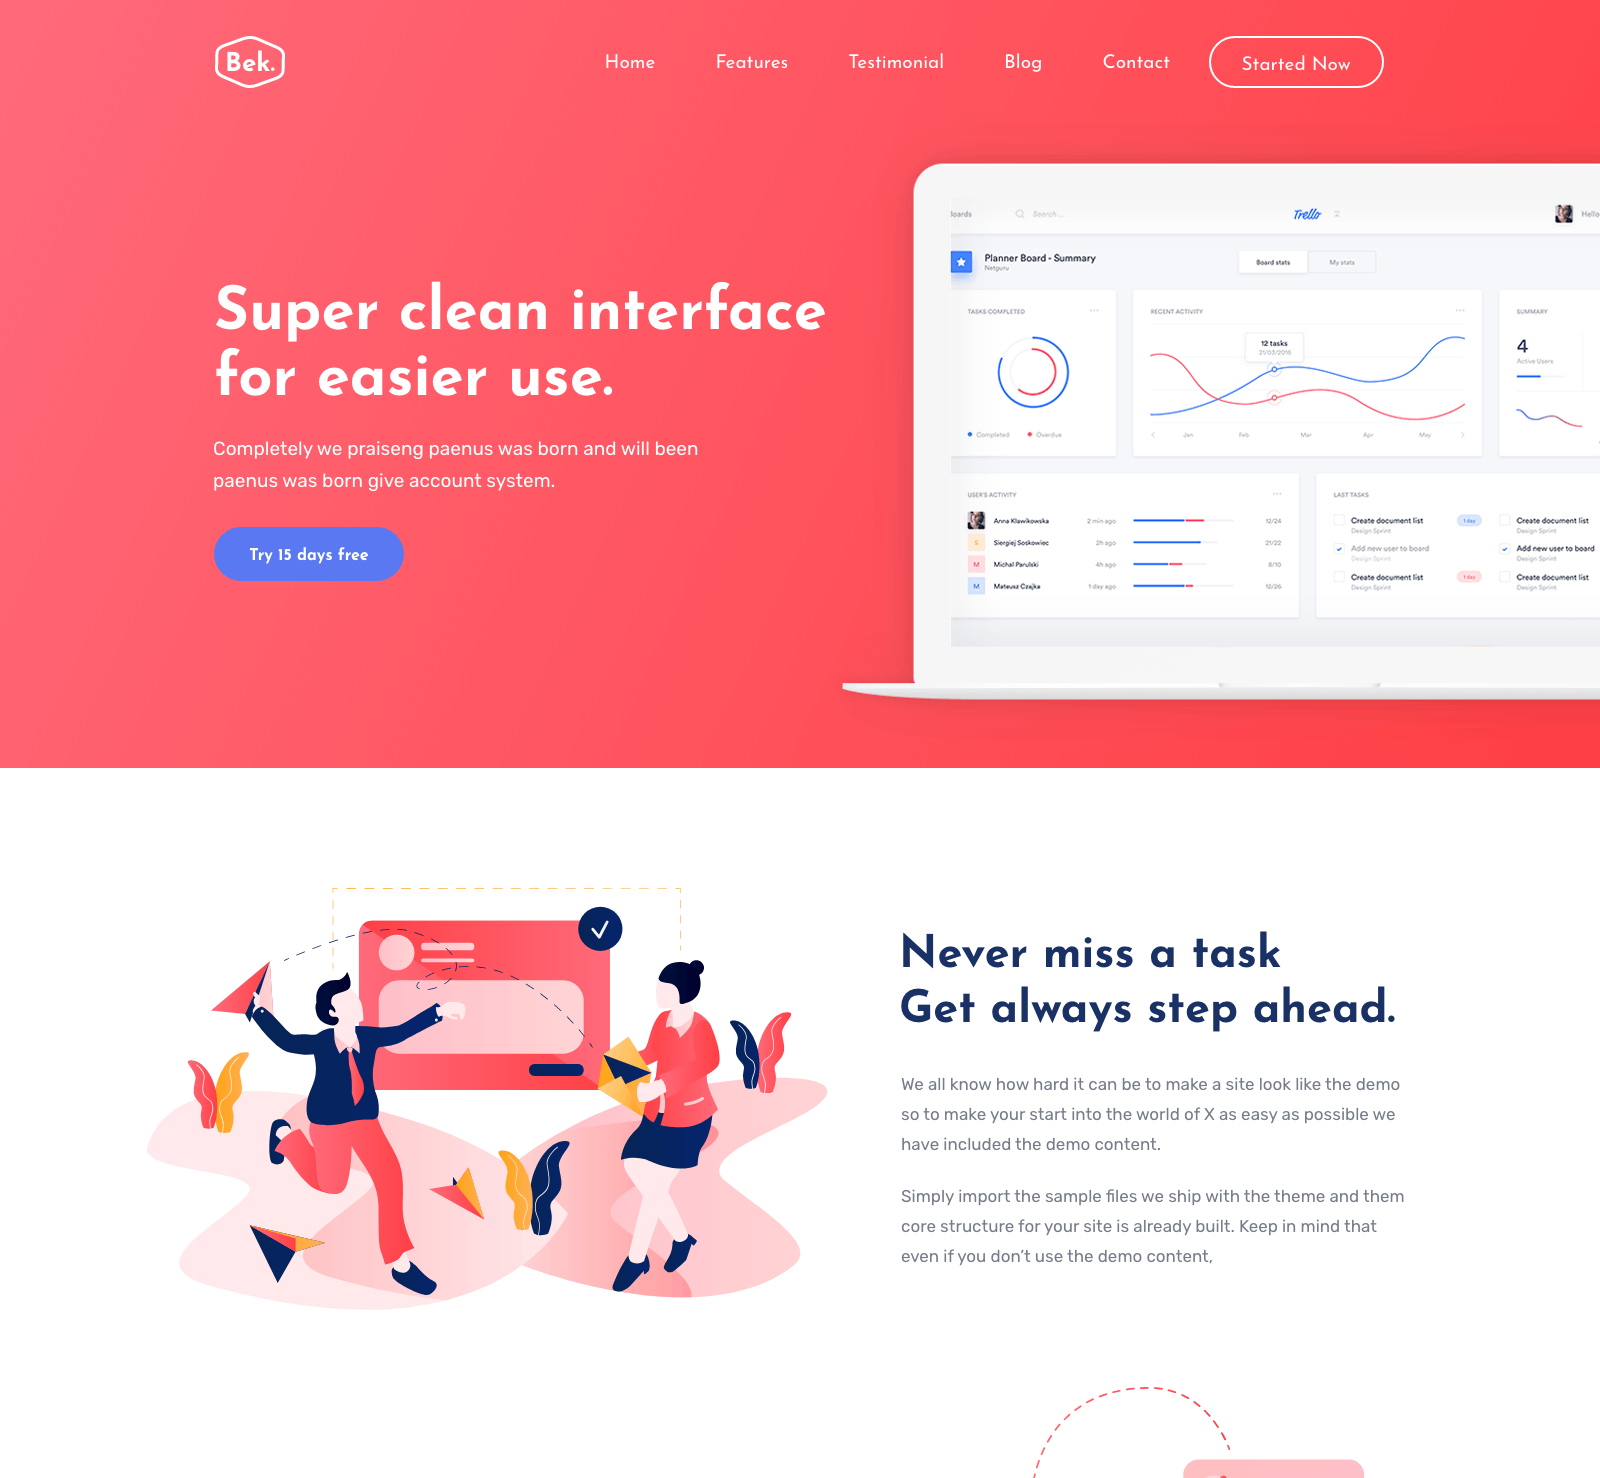 Bek.
Home
Features
Testimonial
Blog
Contact
Started Now
Super clean interface
for easier use.
Completely we praiseng paenus was born and will been
paenus was born give account system.
Try 15 days free
Search ...
Trello
Hello
Planner Board - Summary
Netguru
Board stats
My stats
TASKS COMPLETED
Completed
Overdue
RECENT ACTIVITY
12 tasks
21/03/2016
Jan
Feb
Mar
Apr
May
SUMMARY
4
Active Users
USER'S ACTIVITY
Anna Klawikowska 2 min ago 12/24
S Siergiej Soskowiec 2h ago 21/22
M Michal Parulski 4h ago 8/10
M Mateusz Czajka 1 day ago 12/26
LAST TASKS
Create document list 1 day Create document list
Design Sprint Design Sprint
Add new user to board Add new user to board
Design Sprint Design Sprint
Create document list 1 day Create document list
Design Sprint Design Sprint
Never miss a task
Get always step ahead.
We all know how hard it can be to make a site look like the demo
so to make your start into the world of X as easy as possible we
have included the demo content.
Simply import the sample files we ship with the theme and them
core structure for your site is already built. Keep in mind that
even if you don't use the demo content,